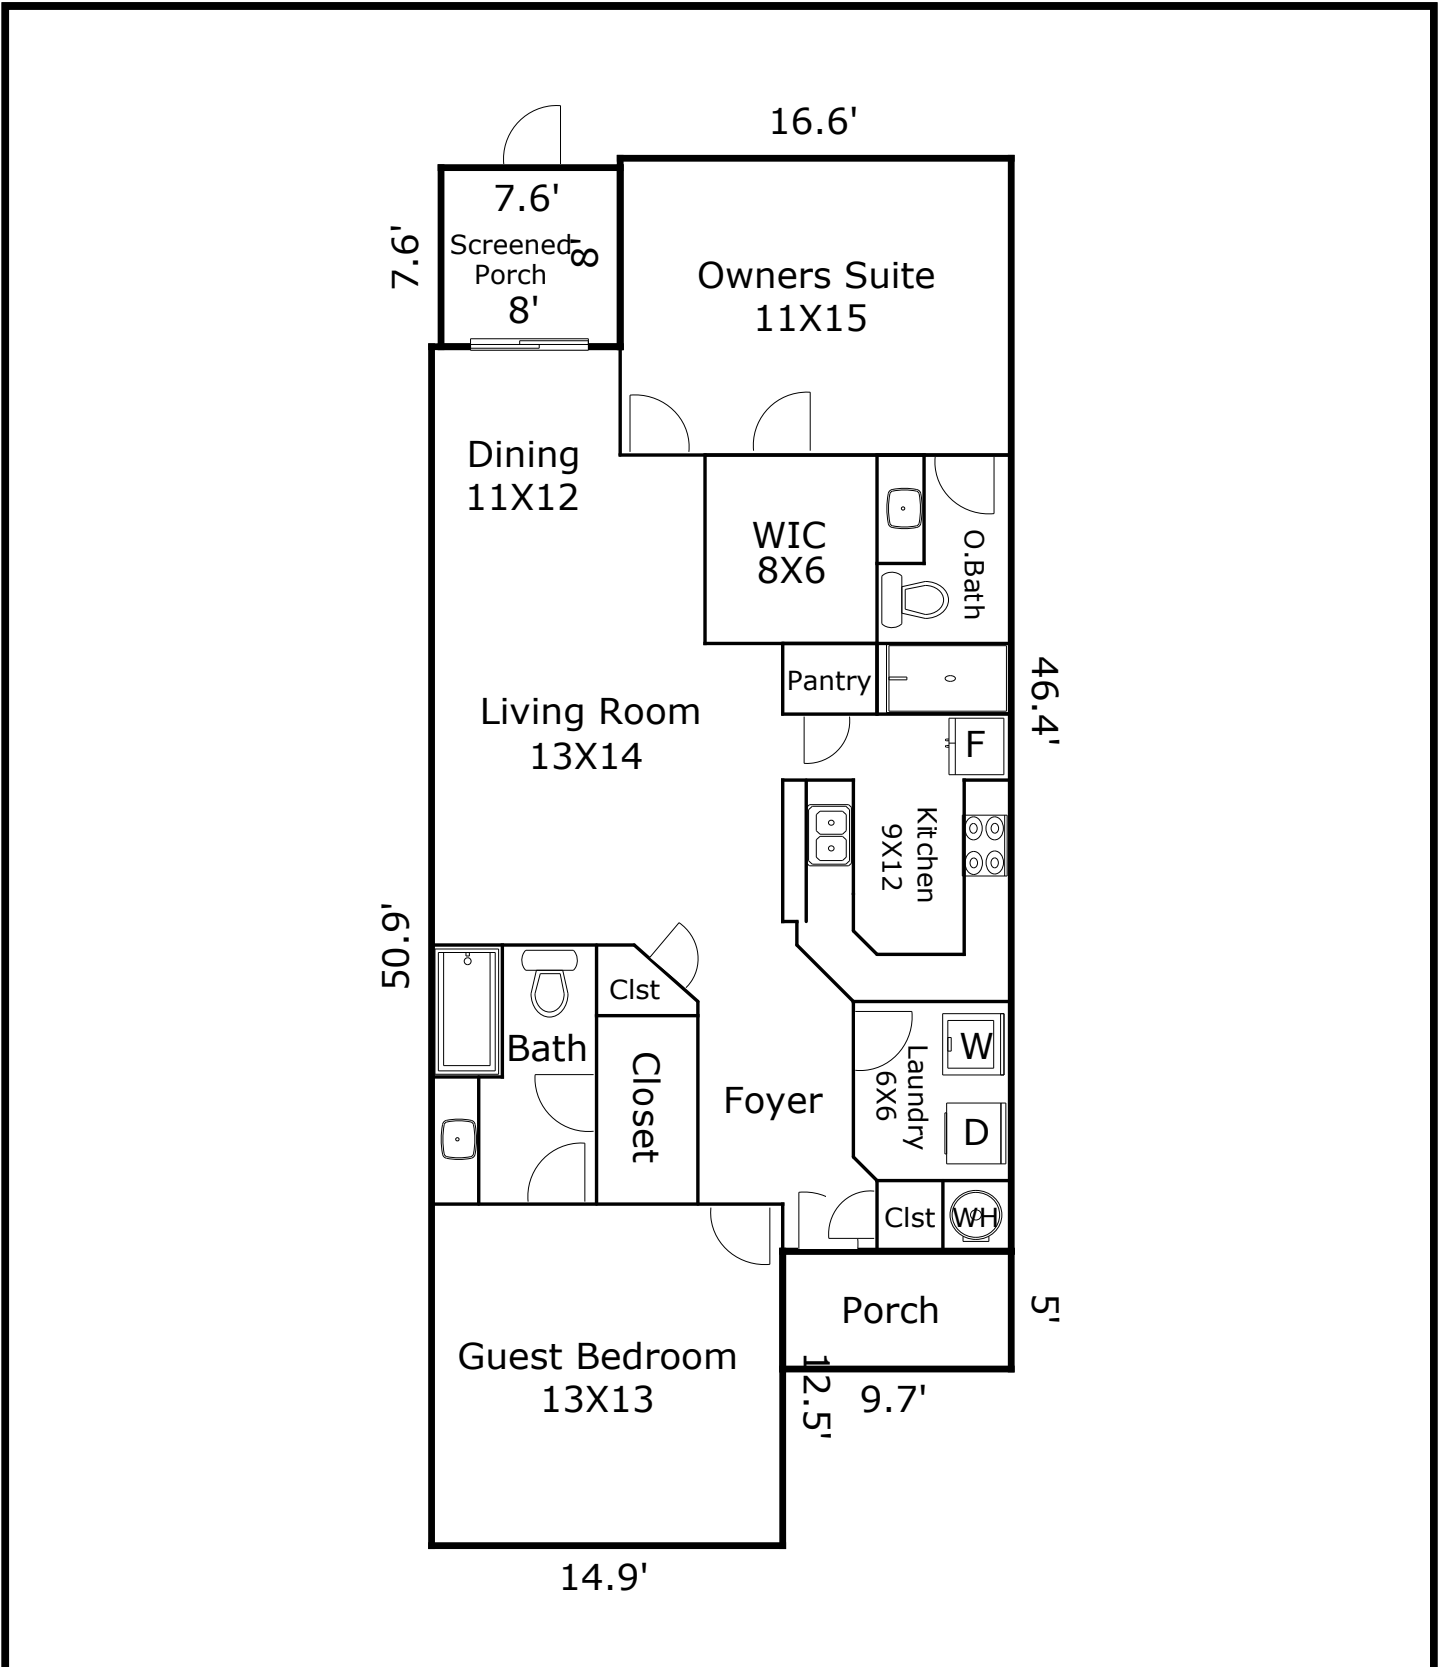 16.6'
7.6'
7.6'
Screened
Porch
8'
8'
Owners Suite
11X15
Dining
11X12
WIC
8X6
O.Bath
Pantry
46.4'
Living Room
13X14
F
Kitchen
9X12
50.9'
Clst
Bath
Closet
Foyer
Laundry
6X6
W
D
Clst
WH
Porch
5'
Guest Bedroom
13X13
12.5'
9.7'
14.9'